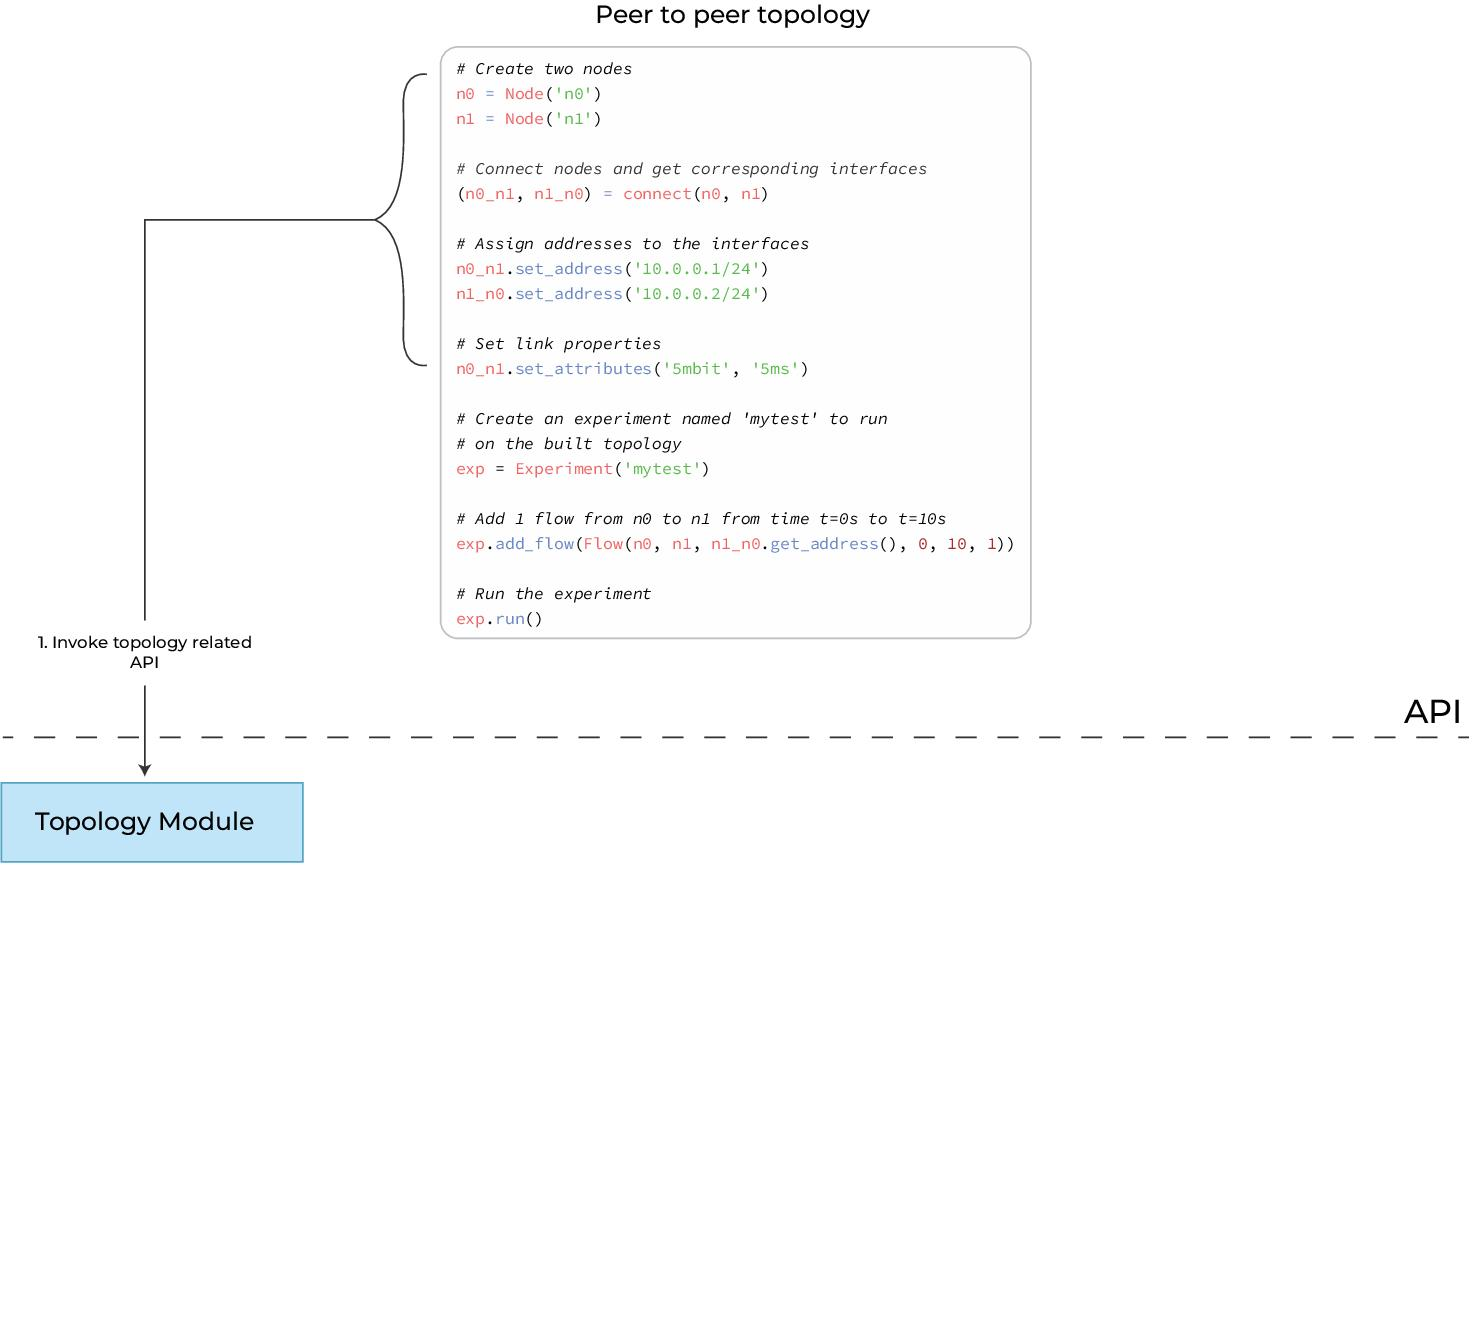 Peer to peer topology
# Create two nodes
n0 = Node('n0')
n1 = Node('n1')
# Connect nodes and get corresponding interfaces
(n0_n1, n1_n0) = connect(n0, n1)
# Assign addresses to the interfaces
n0_n1.set_address('10.0.0.1/24')
n1_n0.set_address('10.0.0.2/24')
# Set link properties
n0_n1.set_attributes('5mbit', '5ms')
# Create an experiment named 'mytest' to run
# on the built topology
exp = Experiment('mytest')
# Add 1 flow from n0 to n1 from time t=0s to t=10s
exp.add_flow(Flow(n0, n1, n1_n0.get_address(), 0, 10, 1))
# Run the experiment
exp.run()
1. Invoke topology related
API
API
Topology Module